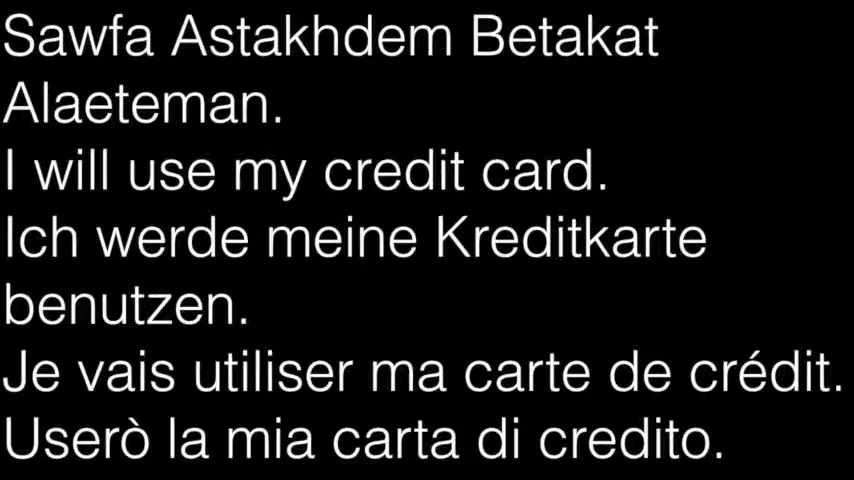 Sawfa Astakhdem Betakat
Alaeteman.
I will use my credit card.
Ich werde meine Kreditkarte
benutzen.
Je vais utiliser ma carte de crédit.
Userò la mia carta di credito.